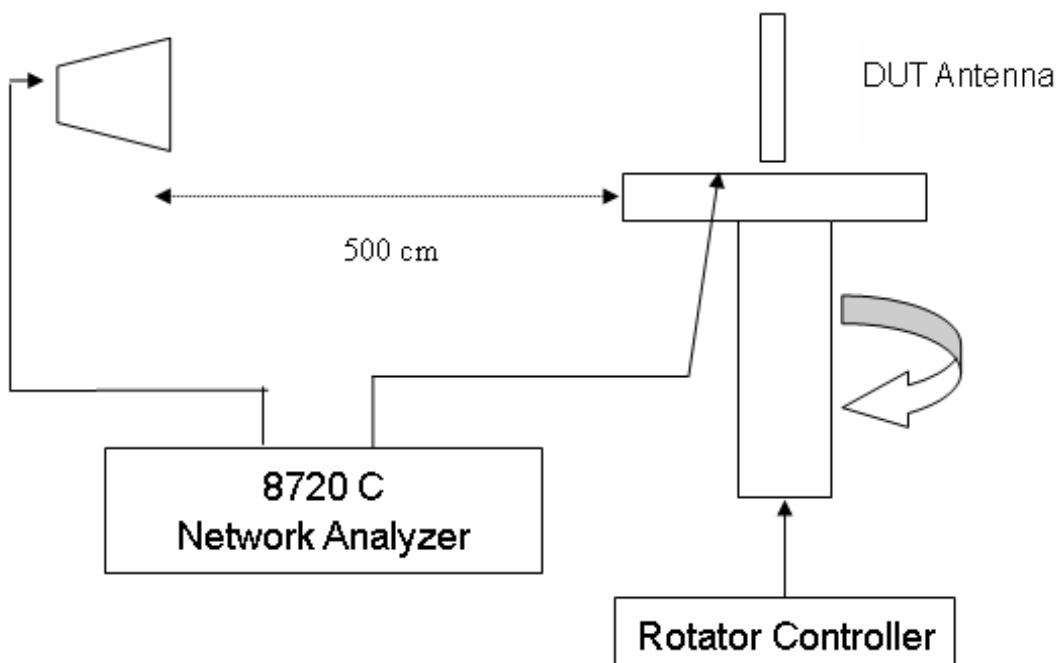 DUT Antenna
500 cm
8720 C
Network Analyzer
Rotator Controller